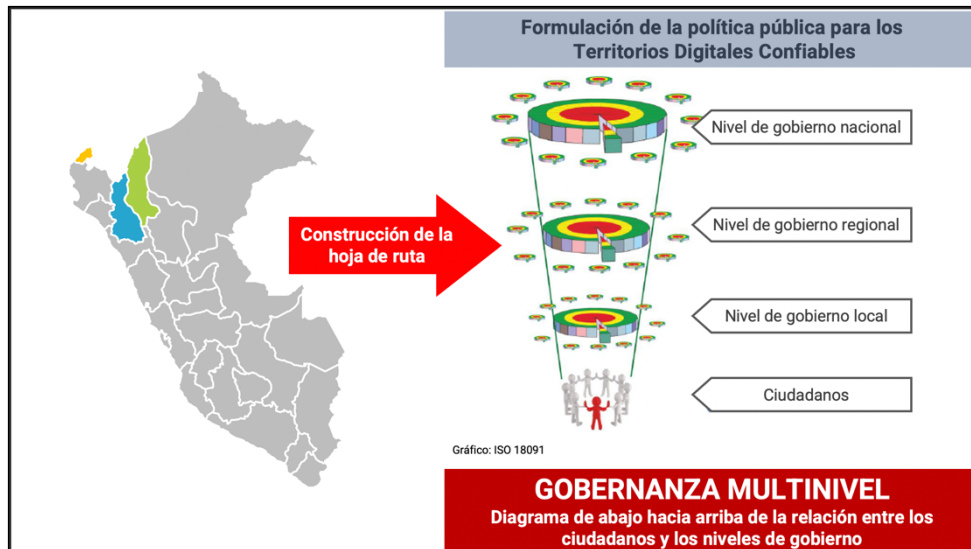 Formulación de la política pública para los
Territorios Digitales Confiables
Nivel de gobierno nacional
Construcción de la
hoja de ruta
Nivel de gobierno regional
Nivel de gobierno local
Ciudadanos
Gráfico: ISO 18091
GOBERNANZA MULTINIVEL
Diagrama de abajo hacia arriba de la relación entre los
ciudadanos y los niveles de gobierno